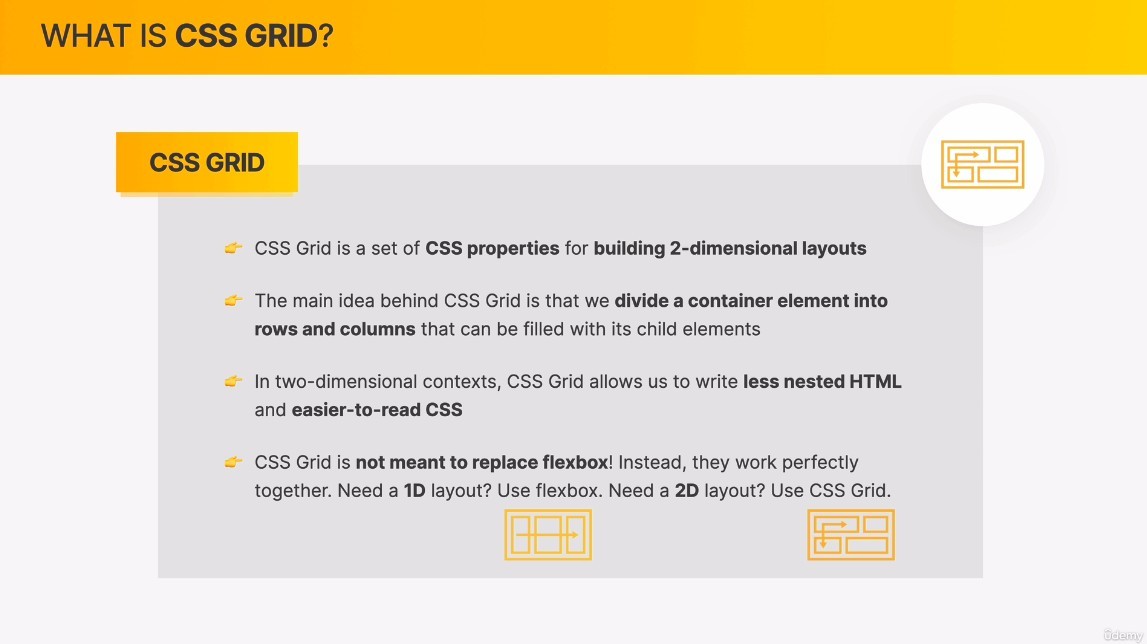 WHAT IS CSS GRID?
CSS GRID
CSS Grid is a set of CSS properties for building 2-dimensional layouts
The main idea behind CSS Grid is that we divide a container element into
rows and columns that can be filled with its child elements
In two-dimensional contexts, CSS Grid allows us to write less nested HTML
and easier-to-read CSS
CSS Grid is not meant to replace flexbox! Instead, they work perfectly
together. Need a 1D layout? Use flexbox. Need a 2D layout? Use CSS Grid.
ûdemy